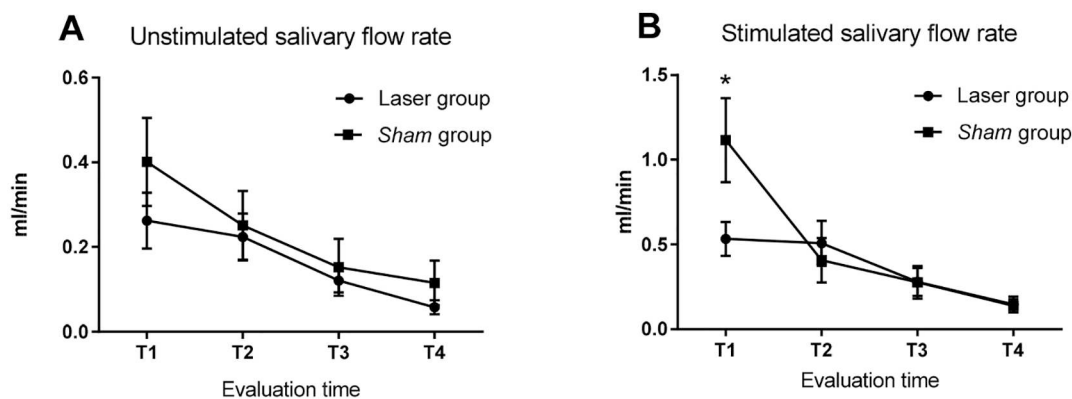 A
Unstimulated salivary flow rate
0.6
0.4
0.2
0.0
ml/min
Laser group
Sham group
T1 T2 T3 T4
Evaluation time
B
Stimulated salivary flow rate
1.5
1.0
0.5
0.0
ml/min
*
Laser group
Sham group
T1 T2 T3 T4
Evaluation time